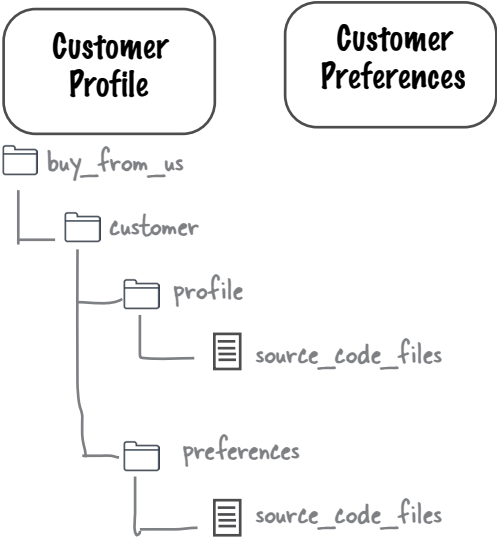 Customer
Profile
Customer
Preferences
buy_from_us
customer
profile
source_code_files
preferences
source_code_files